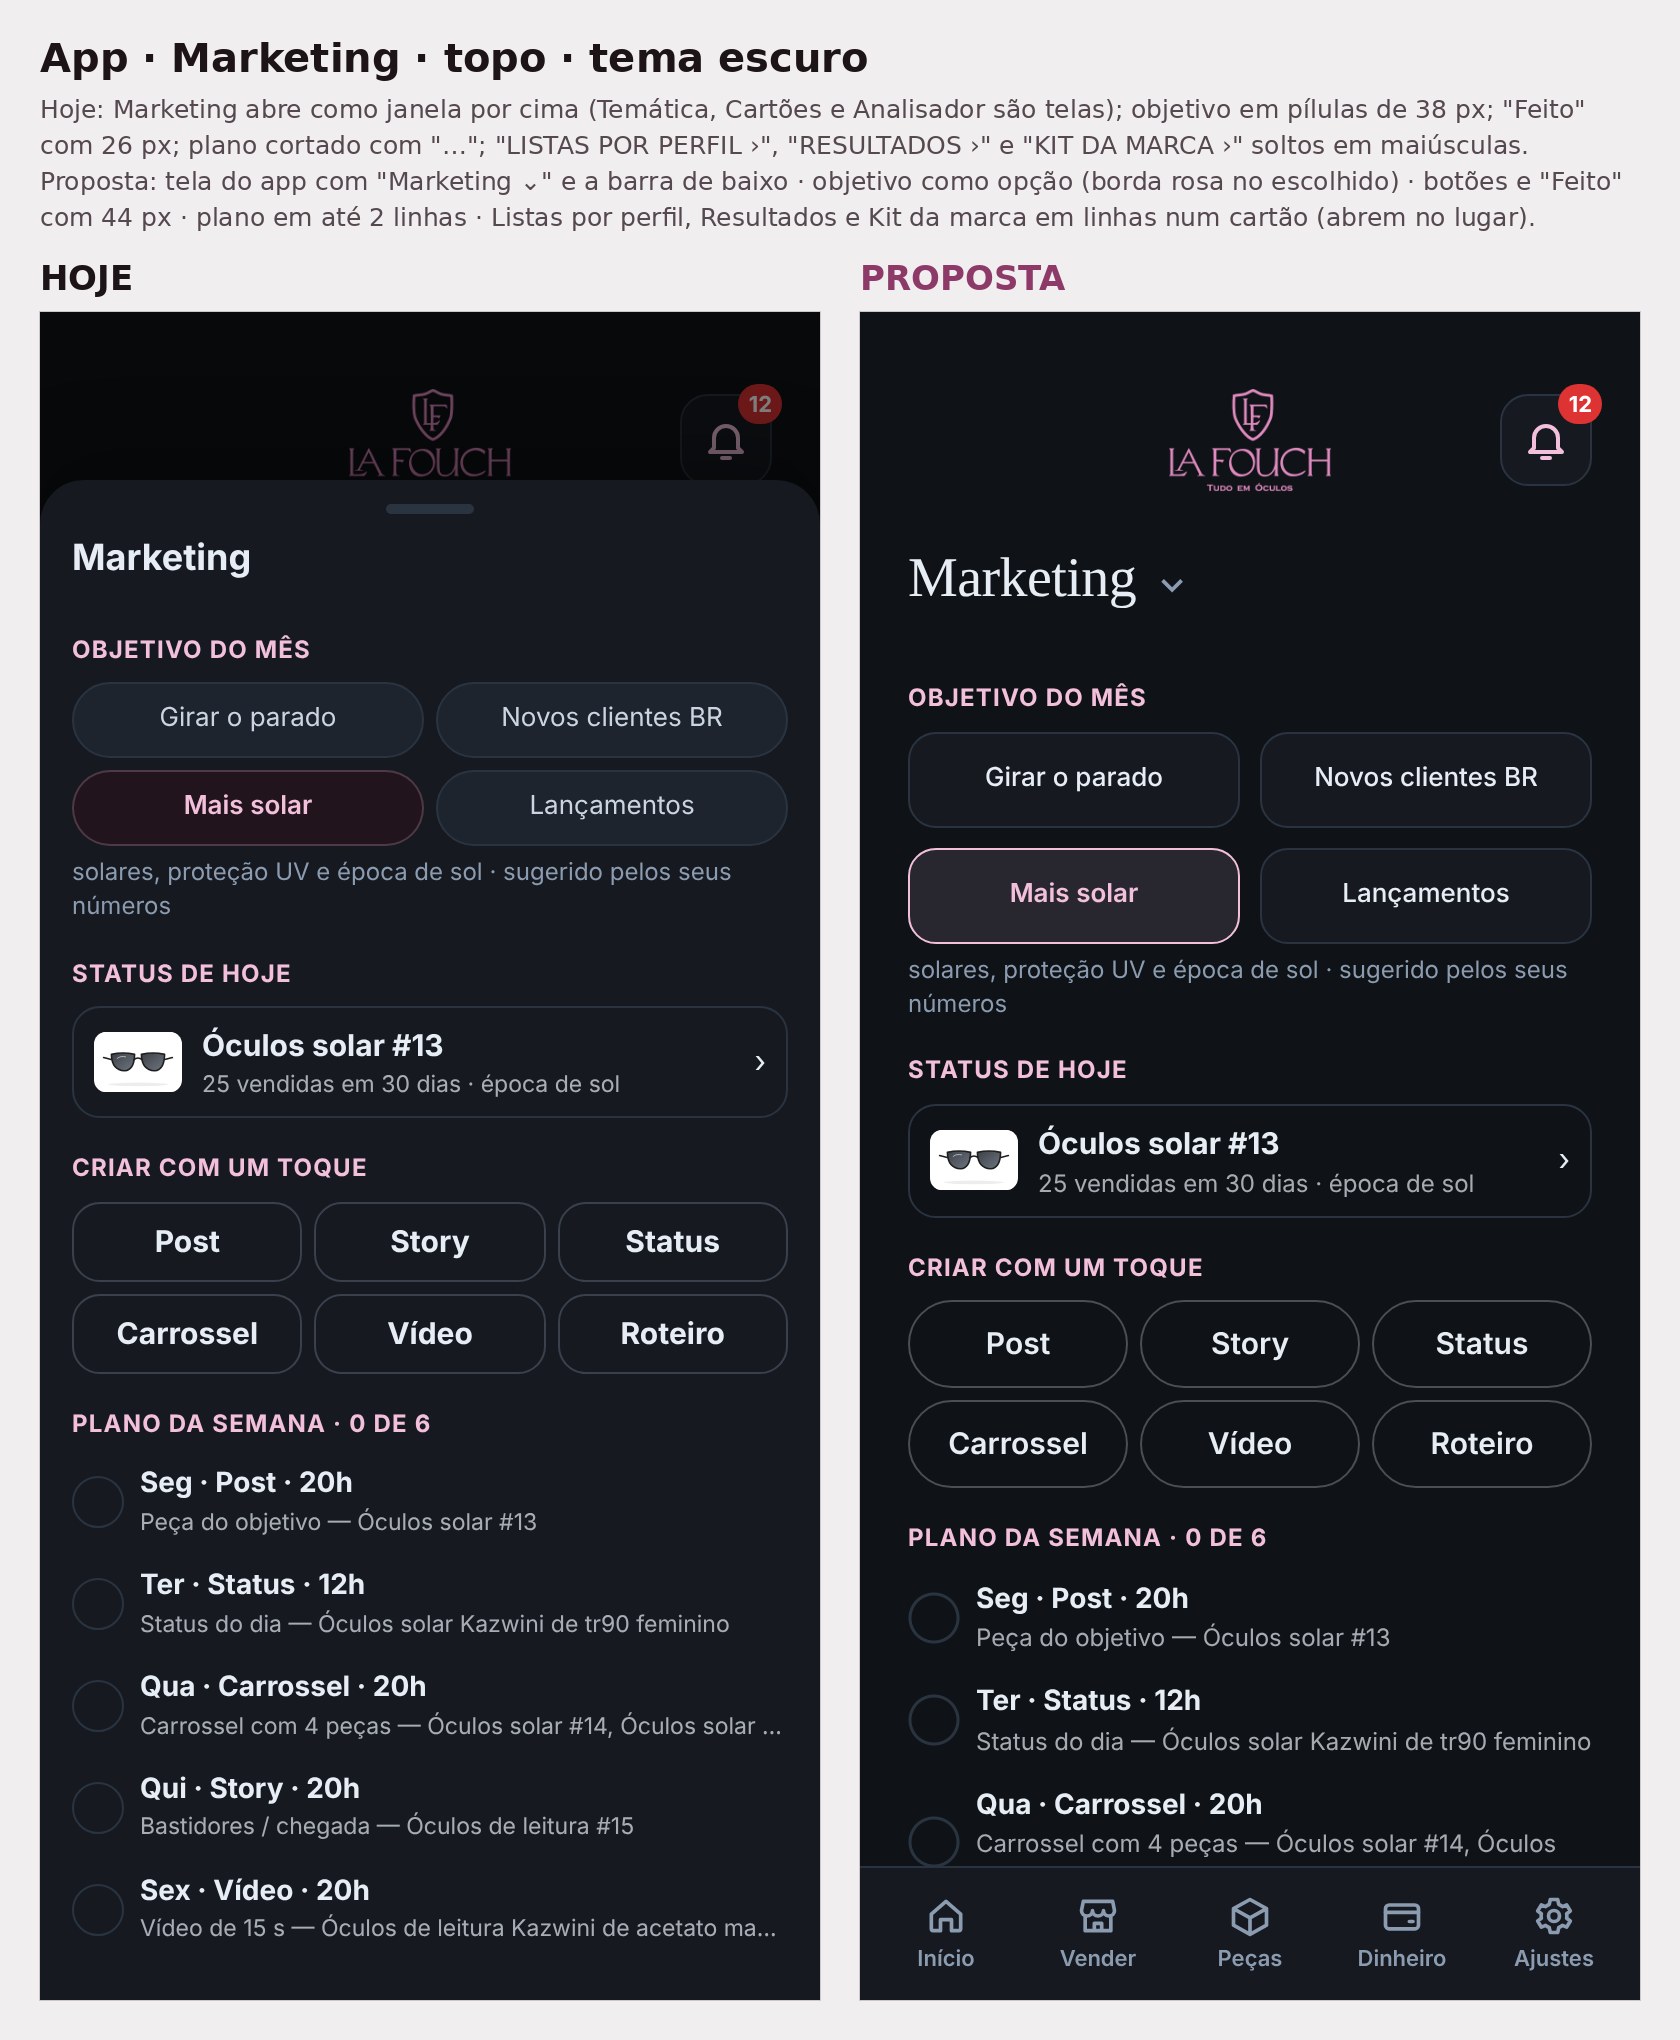 App · Marketing · topo · tema escuro
Hoje: Marketing abre como janela por cima (Temática, Cartões e Analisador são telas); objetivo em pílulas de 38 px; "Feito"
com 26 px; plano cortado com "…"; "LISTAS POR PERFIL ›", "RESULTADOS ›" e "KIT DA MARCA ›" soltos em maiúsculas.
Proposta: tela do app com "Marketing ⌄" e a barra de baixo · objetivo como opção (borda rosa no escolhido) · botões e "Feito"
com 44 px · plano em até 2 linhas · Listas por perfil, Resultados e Kit da marca em linhas num cartão (abrem no lugar).
HOJE
LF
LA FOUCH
12
Marketing
OBJETIVO DO MÊS
Girar o parado
Novos clientes BR
Mais solar
Lançamentos
solares, proteção UV e época de sol · sugerido pelos seus
números
STATUS DE HOJE
Óculos solar #13
25 vendidas em 30 dias · época de sol
›
CRIAR COM UM TOQUE
Post
Story
Status
Carrossel
Vídeo
Roteiro
PLANO DA SEMANA · 0 DE 6
Seg · Post · 20h
Peça do objetivo — Óculos solar #13
Ter · Status · 12h
Status do dia — Óculos solar Kazwini de tr90 feminino
Qua · Carrossel · 20h
Carrossel com 4 peças — Óculos solar #14, Óculos solar ...
Qui · Story · 20h
Bastidores / chegada — Óculos de leitura #15
Sex · Vídeo · 20h
Vídeo de 15 s — Óculos de leitura Kazwini de acetato ma...
PROPOSTA
LF
LA FOUCH
TUDO EM ÓCULOS
12
Marketing ⌄
OBJETIVO DO MÊS
Girar o parado
Novos clientes BR
Mais solar
Lançamentos
solares, proteção UV e época de sol · sugerido pelos seus
números
STATUS DE HOJE
Óculos solar #13
25 vendidas em 30 dias · época de sol
›
CRIAR COM UM TOQUE
Post
Story
Status
Carrossel
Vídeo
Roteiro
PLANO DA SEMANA · 0 DE 6
Seg · Post · 20h
Peça do objetivo — Óculos solar #13
Ter · Status · 12h
Status do dia — Óculos solar Kazwini de tr90 feminino
Qua · Carrossel · 20h
Carrossel com 4 peças — Óculos solar #14, Óculos
Início
Vender
Peças
Dinheiro
Ajustes